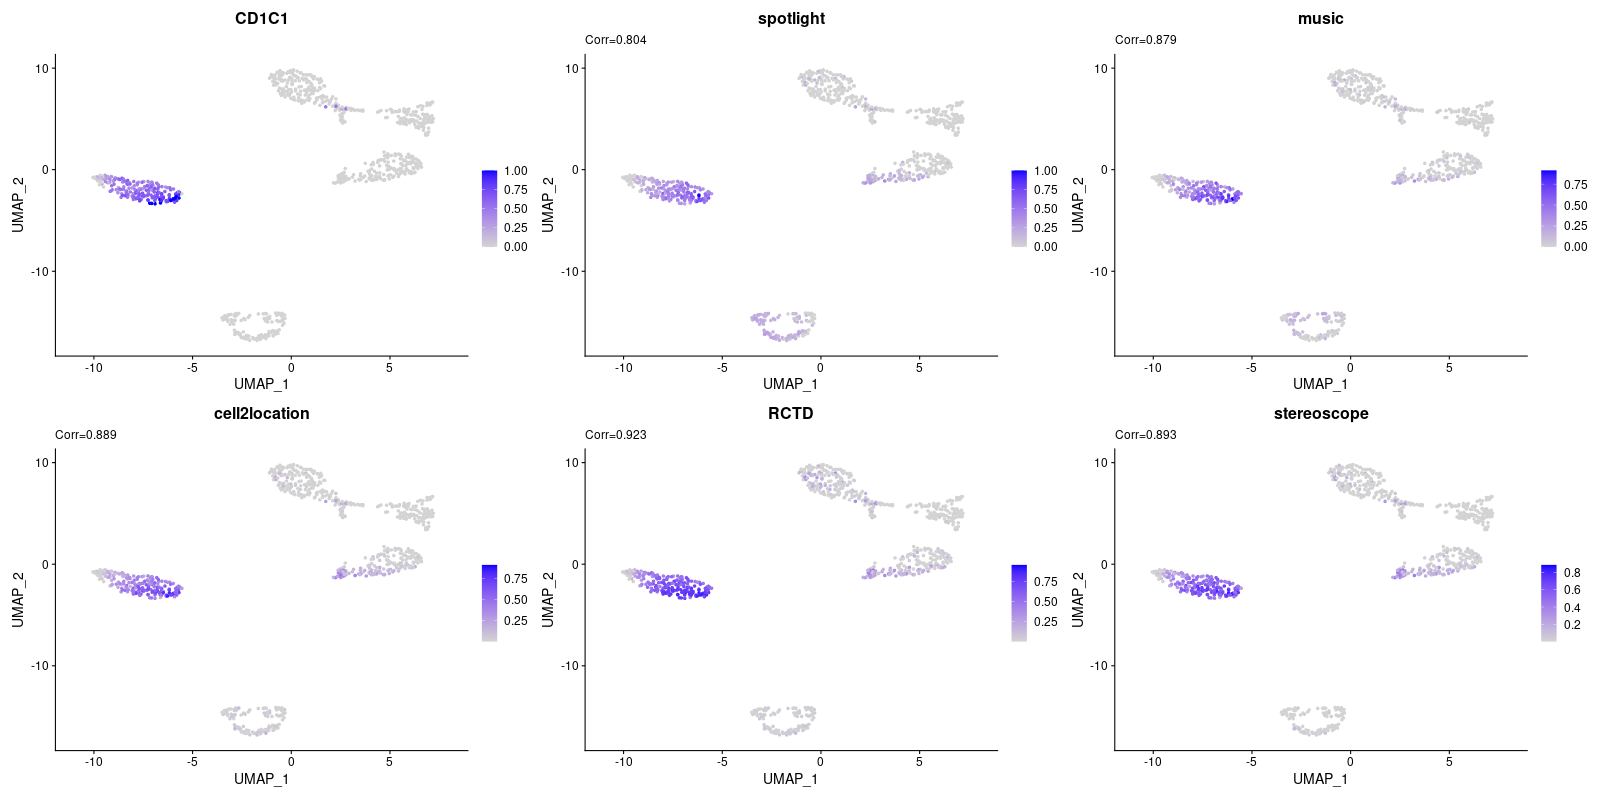 CD1C1
10
0
-10
-10
-5
0
5
UMAP_1
UMAP_2
1.00
0.75
0.50
0.25
0.00
spotlight
Corr=0.804
10
0
-10
-10
-5
0
5
UMAP_1
UMAP_2
1.00
0.75
0.50
0.25
0.00
music
Corr=0.879
10
0
-10
-10
-5
0
5
UMAP_1
UMAP_2
0.75
0.50
0.25
0.00
cell2location
Corr=0.889
10
0
-10
-10
-5
0
5
UMAP_1
UMAP_2
0.75
0.50
0.25
RCTD
Corr=0.923
10
0
-10
-10
-5
0
5
UMAP_1
UMAP_2
0.75
0.50
0.25
stereoscope
Corr=0.893
10
0
-10
-10
-5
0
5
UMAP_1
UMAP_2
0.8
0.6
0.4
0.2